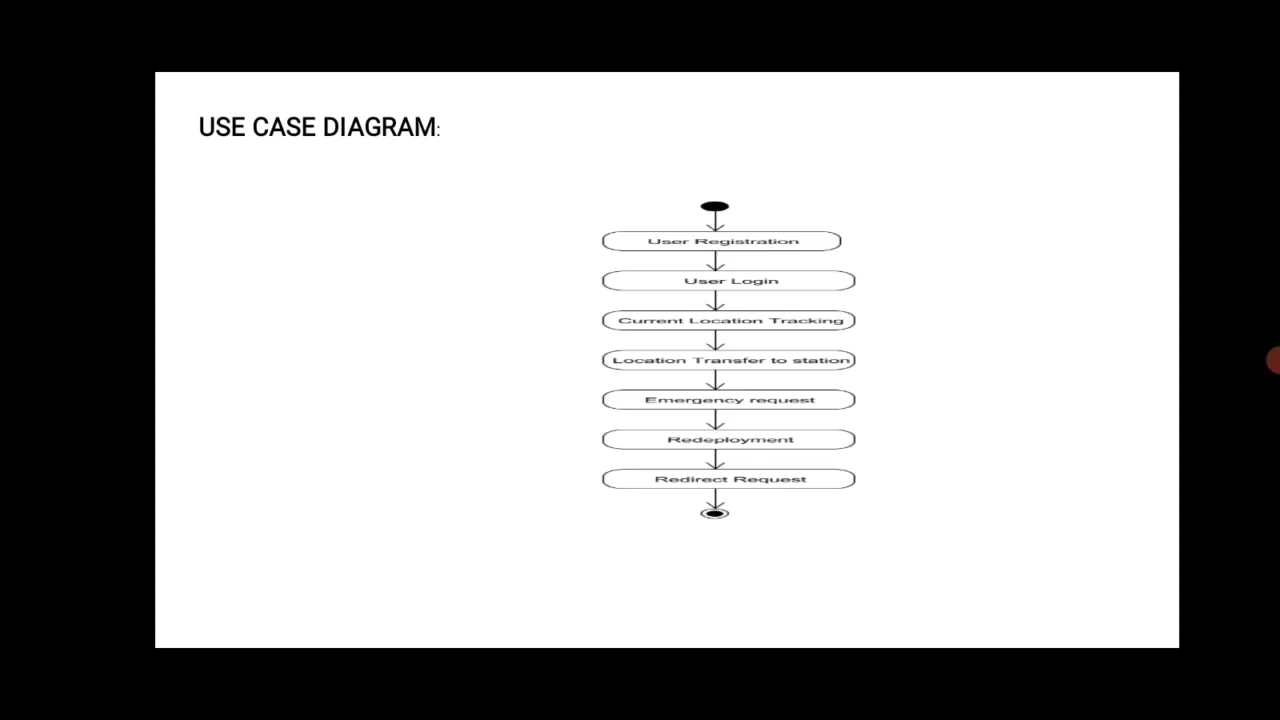 USE CASE DIAGRAM:
User Registration
User Login
Current Location Tracking
Location Transfer to station
Emergency request
Redeployment
Redirect Request